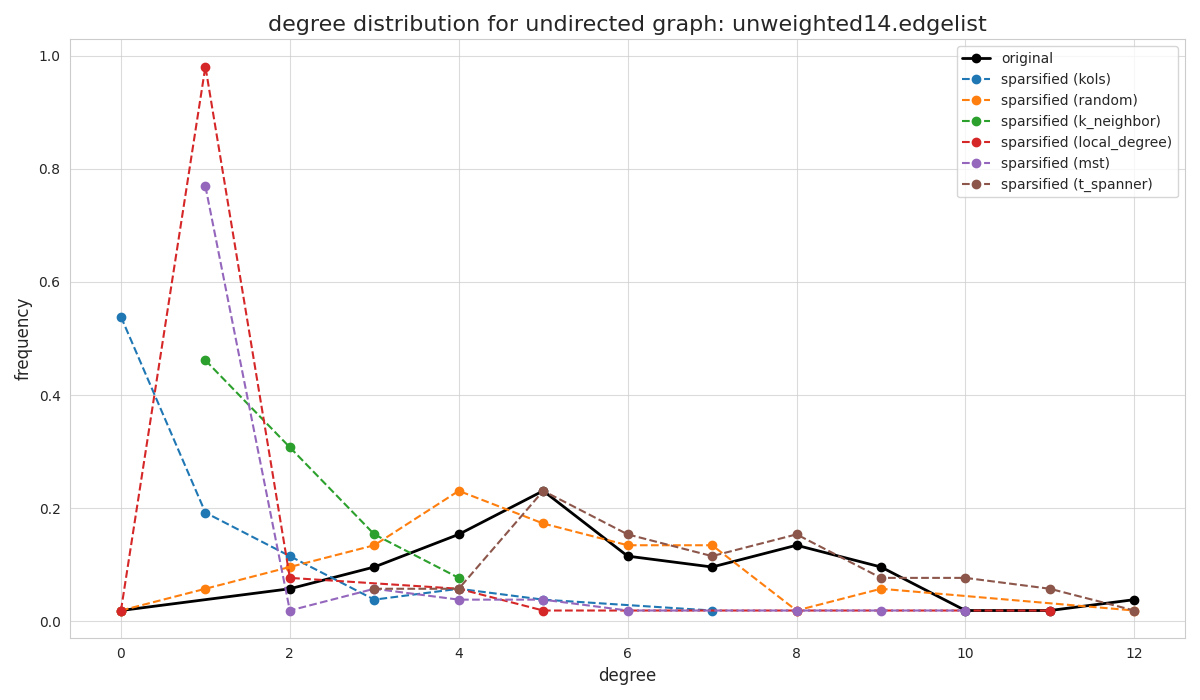 degree distribution for undirected graph: unweighted14.edgelist
original
sparsified (kols)
sparsified (random)
sparsified (k_neighbor)
sparsified (local_degree)
sparsified (mst)
sparsified (t_spanner)
frequency
1.0
0.8
0.6
0.4
0.2
0.0
0 2 4 6 8 10 12
degree